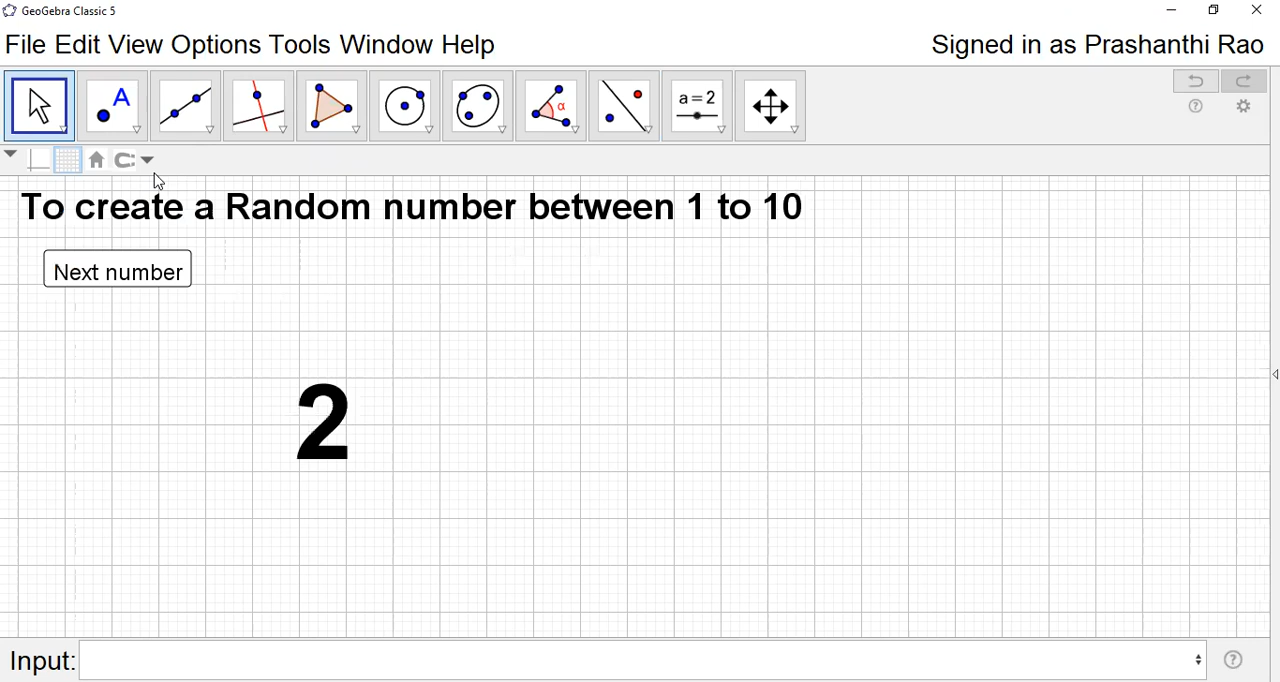 GeoGebra Classic 5
File Edit View Options Tools Window Help
Signed in as Prashanthi Rao
A
α
a=2
To create a Random number between 1 to 10
Next number
2
Input: